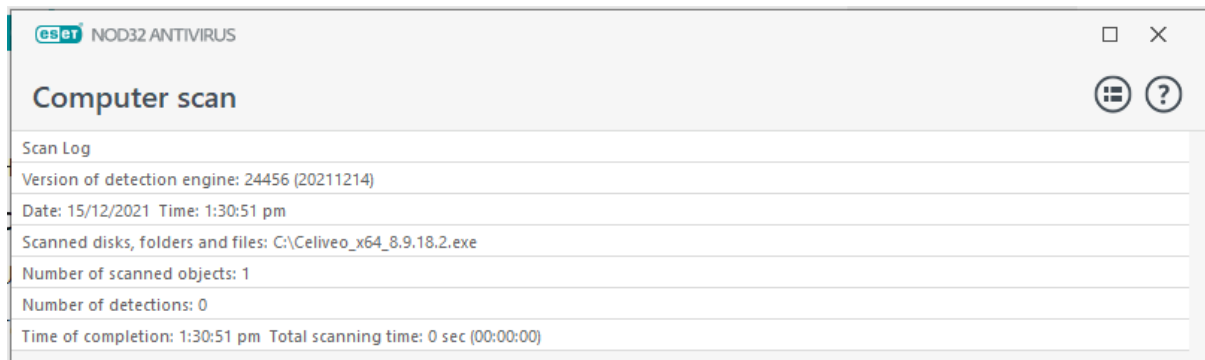 eseT NOD32 ANTIVIRUS
Computer scan
Scan Log
Version of detection engine: 24456 (20211214)
Date: 15/12/2021 Time: 1:30:51 pm
Scanned disks, folders and files: C:\Celiveo_x64_8.9.18.2.exe
Number of scanned objects: 1
Number of detections: 0
Time of completion: 1:30:51 pm Total scanning time: 0 sec (00:00:00)